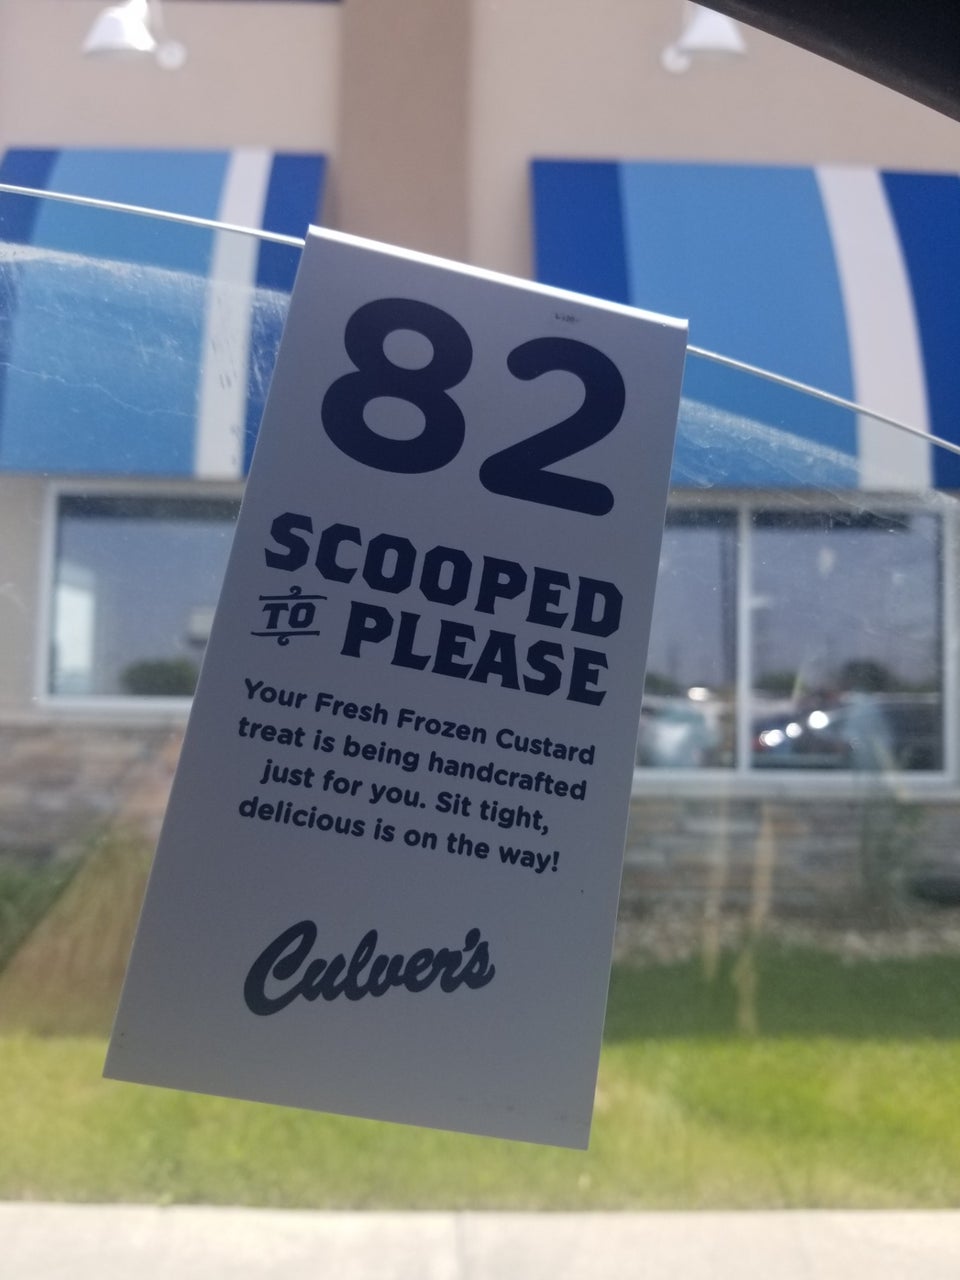 82
SCOOPED
TO PLEASE
Your Fresh Frozen Custard
treat is being handcrafted
just for you. Sit tight,
delicious is on the way!
Culver's